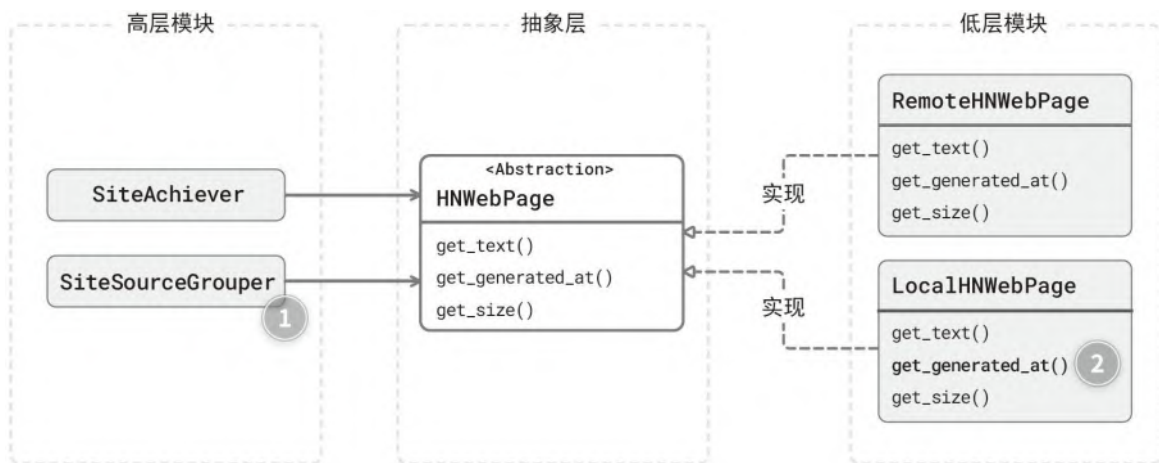 高层模块
抽象层
低层模块
SiteAchiever
SiteSourceGrouper
1
<Abstraction>
HNWebPage
get_text()
get_generated_at()
get_size()
实现
实现
RemoteHNWebPage
get_text()
get_generated_at()
get_size()
LocalHNWebPage
get_text()
get_generated_at()
2
get_size()